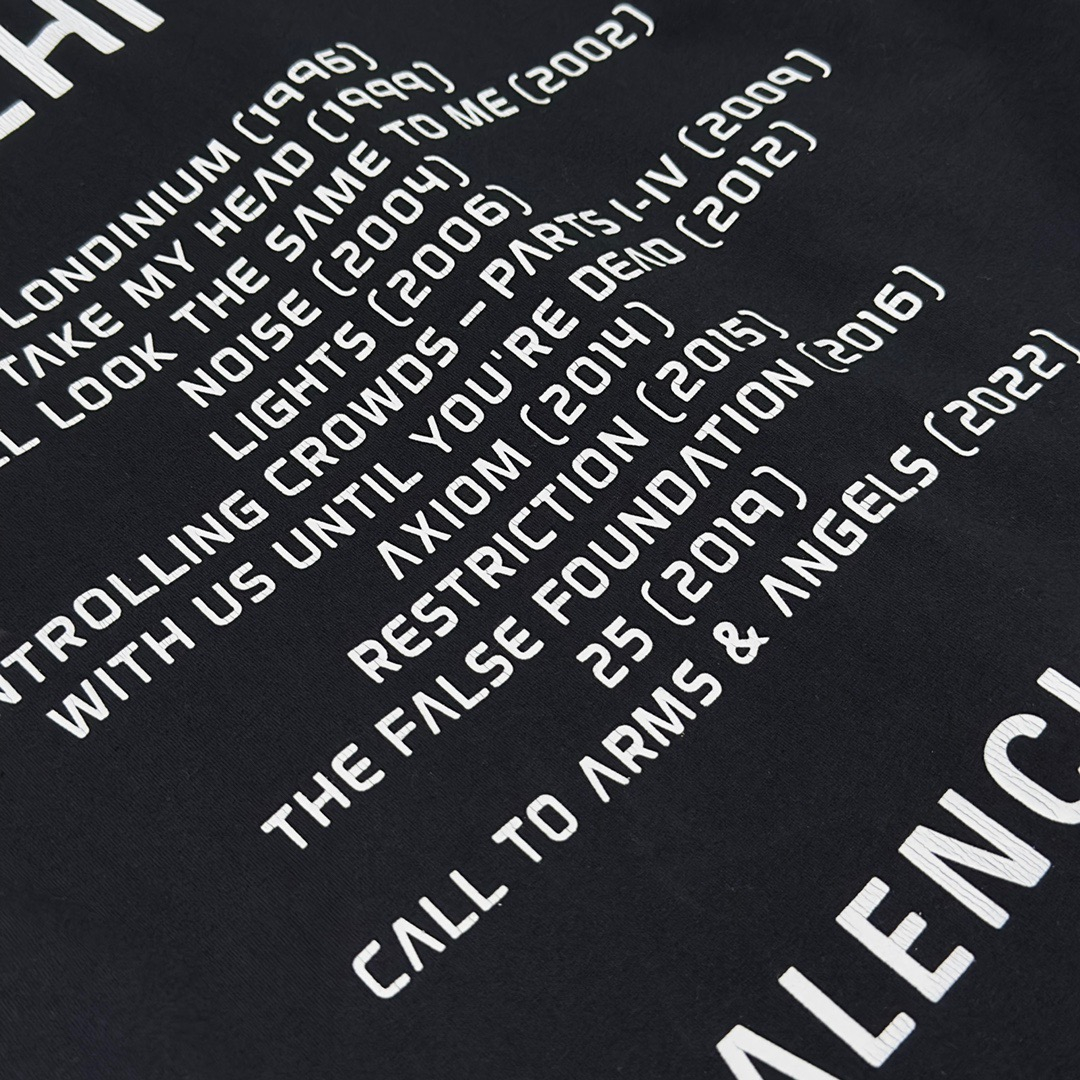 LONDINIUM (1996)
TAKE MY HEAD (1999)
LOOK THE SAME TO ME (2002)
NOISE (2004)
LIGHTS (2006)
NTROLLING CROWDS – PARTS I-IV (2009)
WITH US UNTIL YOU'RE DEAD (2012)
AXIOM (2014)
RESTRICTION (2015)
THE FALSE FOUNDATION (2016)
25 (2019)
CALL TO ARMS & ANGELS (2022)
ALENC